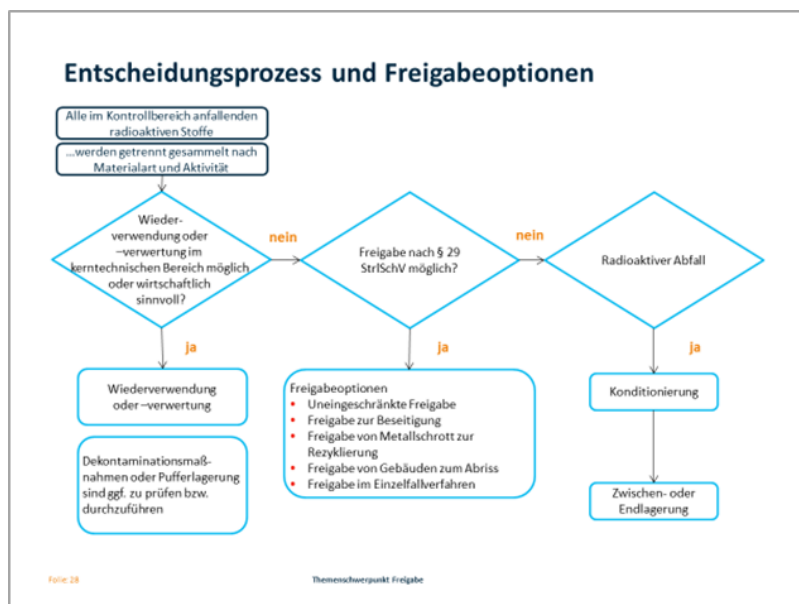 Entscheidungsprozess und Freigabeoptionen
Alle im Kontrollbereich anfallenden
radioaktiven Stoffe
...werden getrennt gesammelt nach
Materialart und Aktivität
Wieder-
verwendung oder
–verwertung im
kerntechnischen Bereich möglich
oder wirtschaftlich
sinnvoll?
nein
Freigabe nach § 29
StrlSchV möglich?
nein
Radioaktiver Abfall
ja
ja
ja
Wiederverwendung
oder –verwertung
Dekontaminationsmaß-
nahmen oder Pufferlagerung
sind ggf. zu prüfen bzw.
durchzuführen
Freigabeoptionen
• Uneingeschränkte Freigabe
• Freigabe zur Beseitigung
• Freigabe von Metallschrott zur
Rezyklierung
• Freigabe von Gebäuden zum Abriss
• Freigabe im Einzelfallverfahren
Konditionierung
Zwischen- oder
Endlagerung
Folie 28
Themenschwerpunkt Freigabe